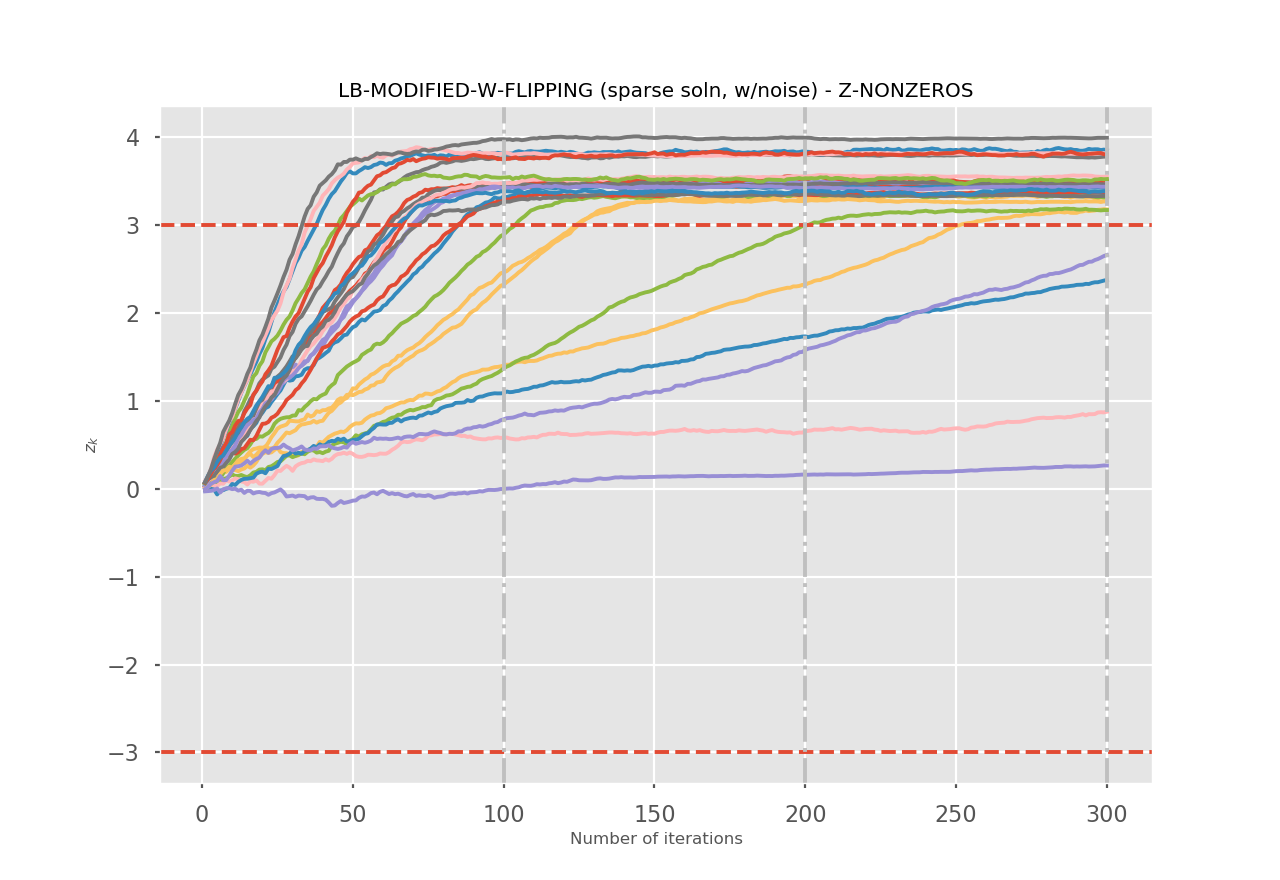 LB-MODIFIED-W-FLIPPING (sparse soln, w/noise) - Z-NONZEROS
4
3
2
1
0
−1
−2
−3
z_k
0 50 100 150 200 250 300
Number of iterations